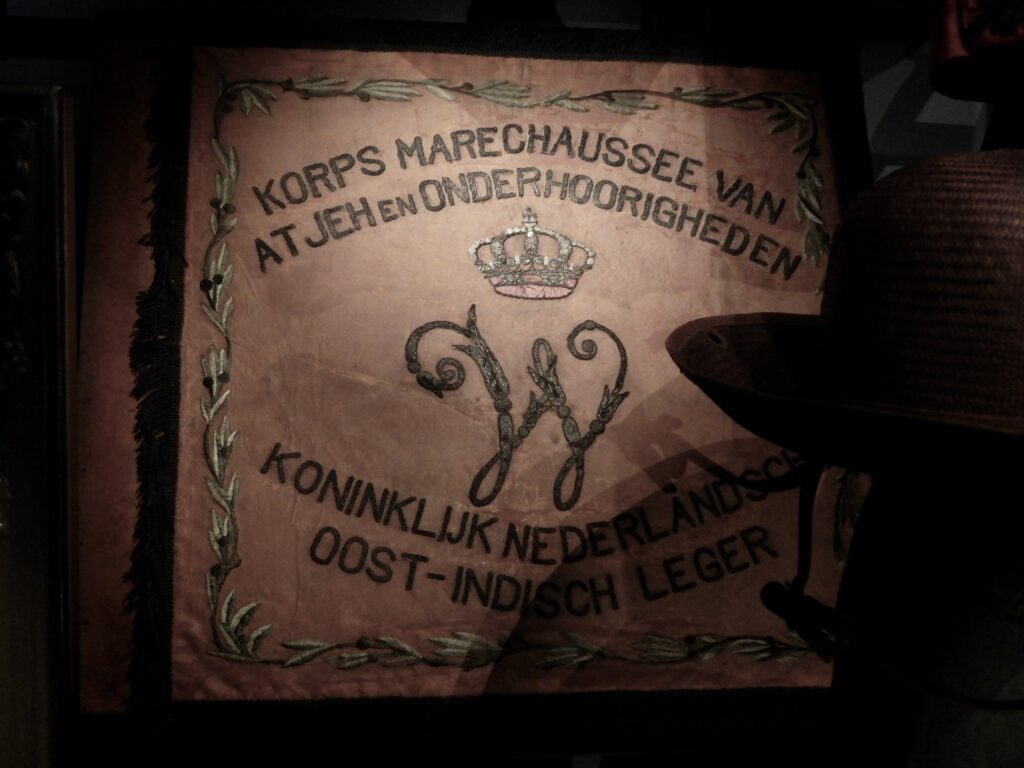 KORPS MARECHAUSSEE VAN
ATJEH EN ONDERHOORIGHEDEN
W
KONINKLIJK NEDERLANDSCH
OOST-INDISCH LEGER